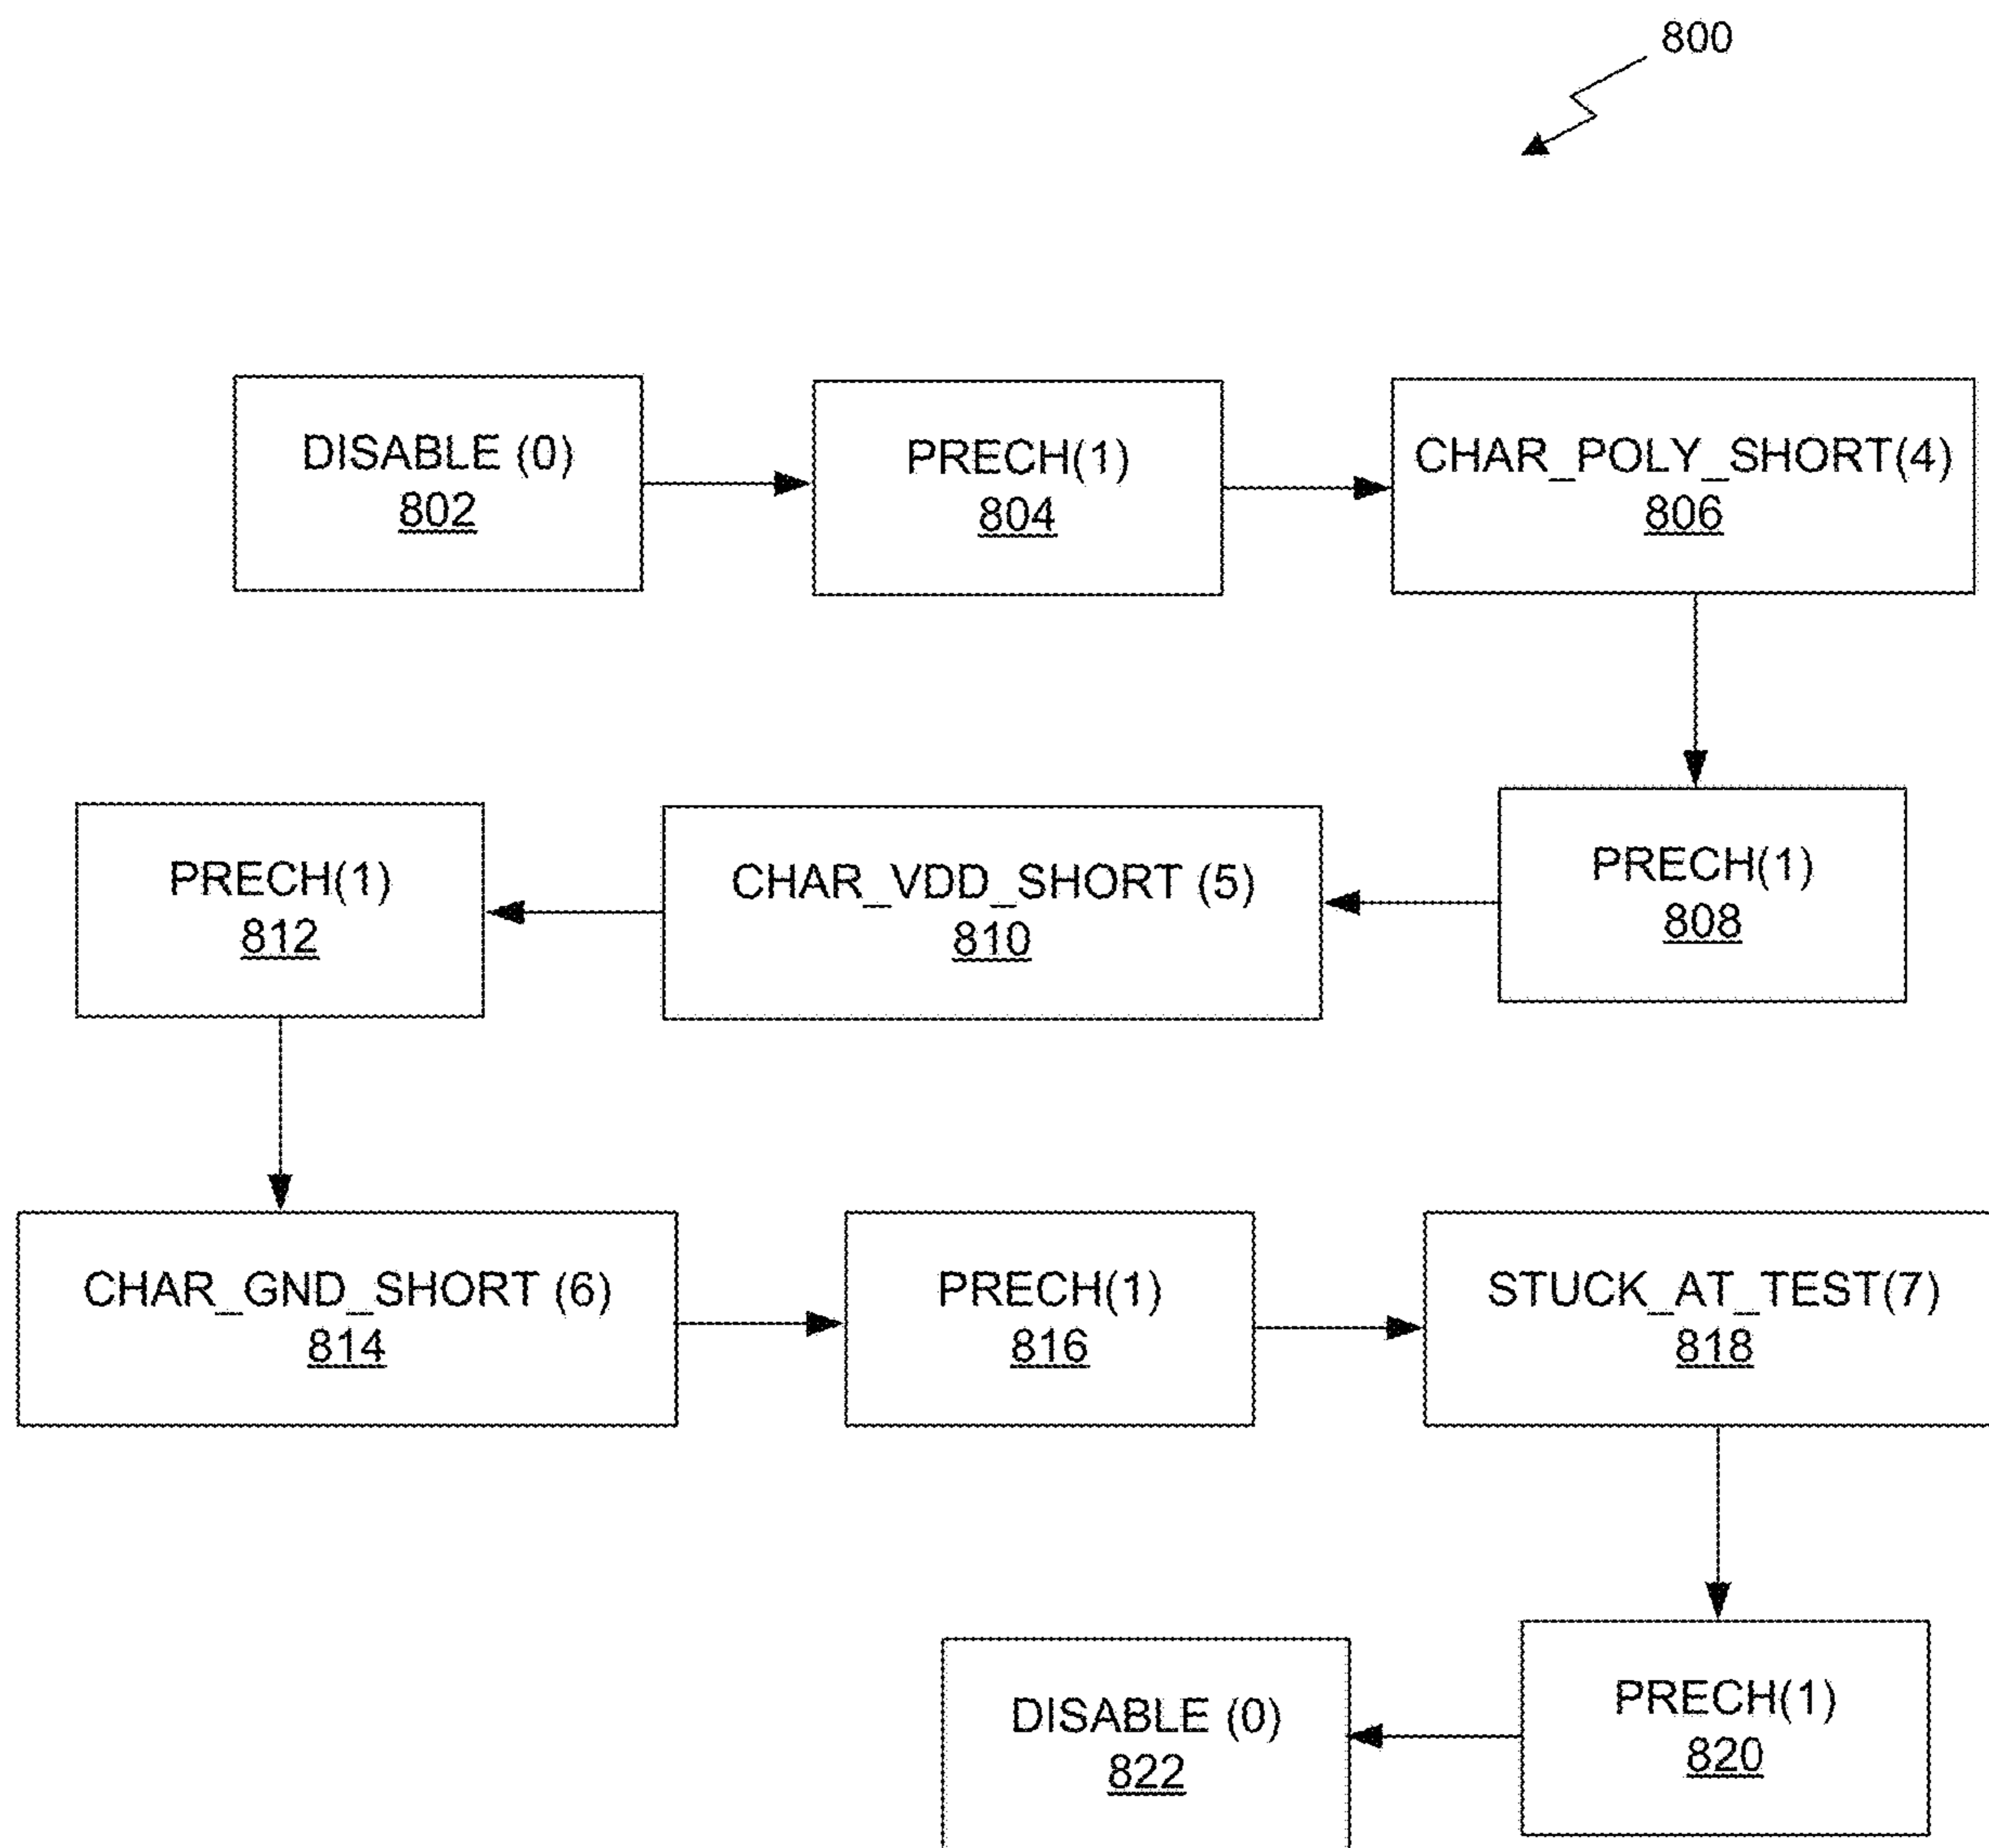 800
DISABLE (0)
802
PRECH(1)
804
CHAR_POLY_SHORT(4)
806
PRECH(1)
808
CHAR_VDD_SHORT (5)
810
PRECH(1)
812
CHAR_GND_SHORT (6)
814
PRECH(1)
816
STUCK_AT_TEST(7)
818
PRECH(1)
820
DISABLE (0)
822